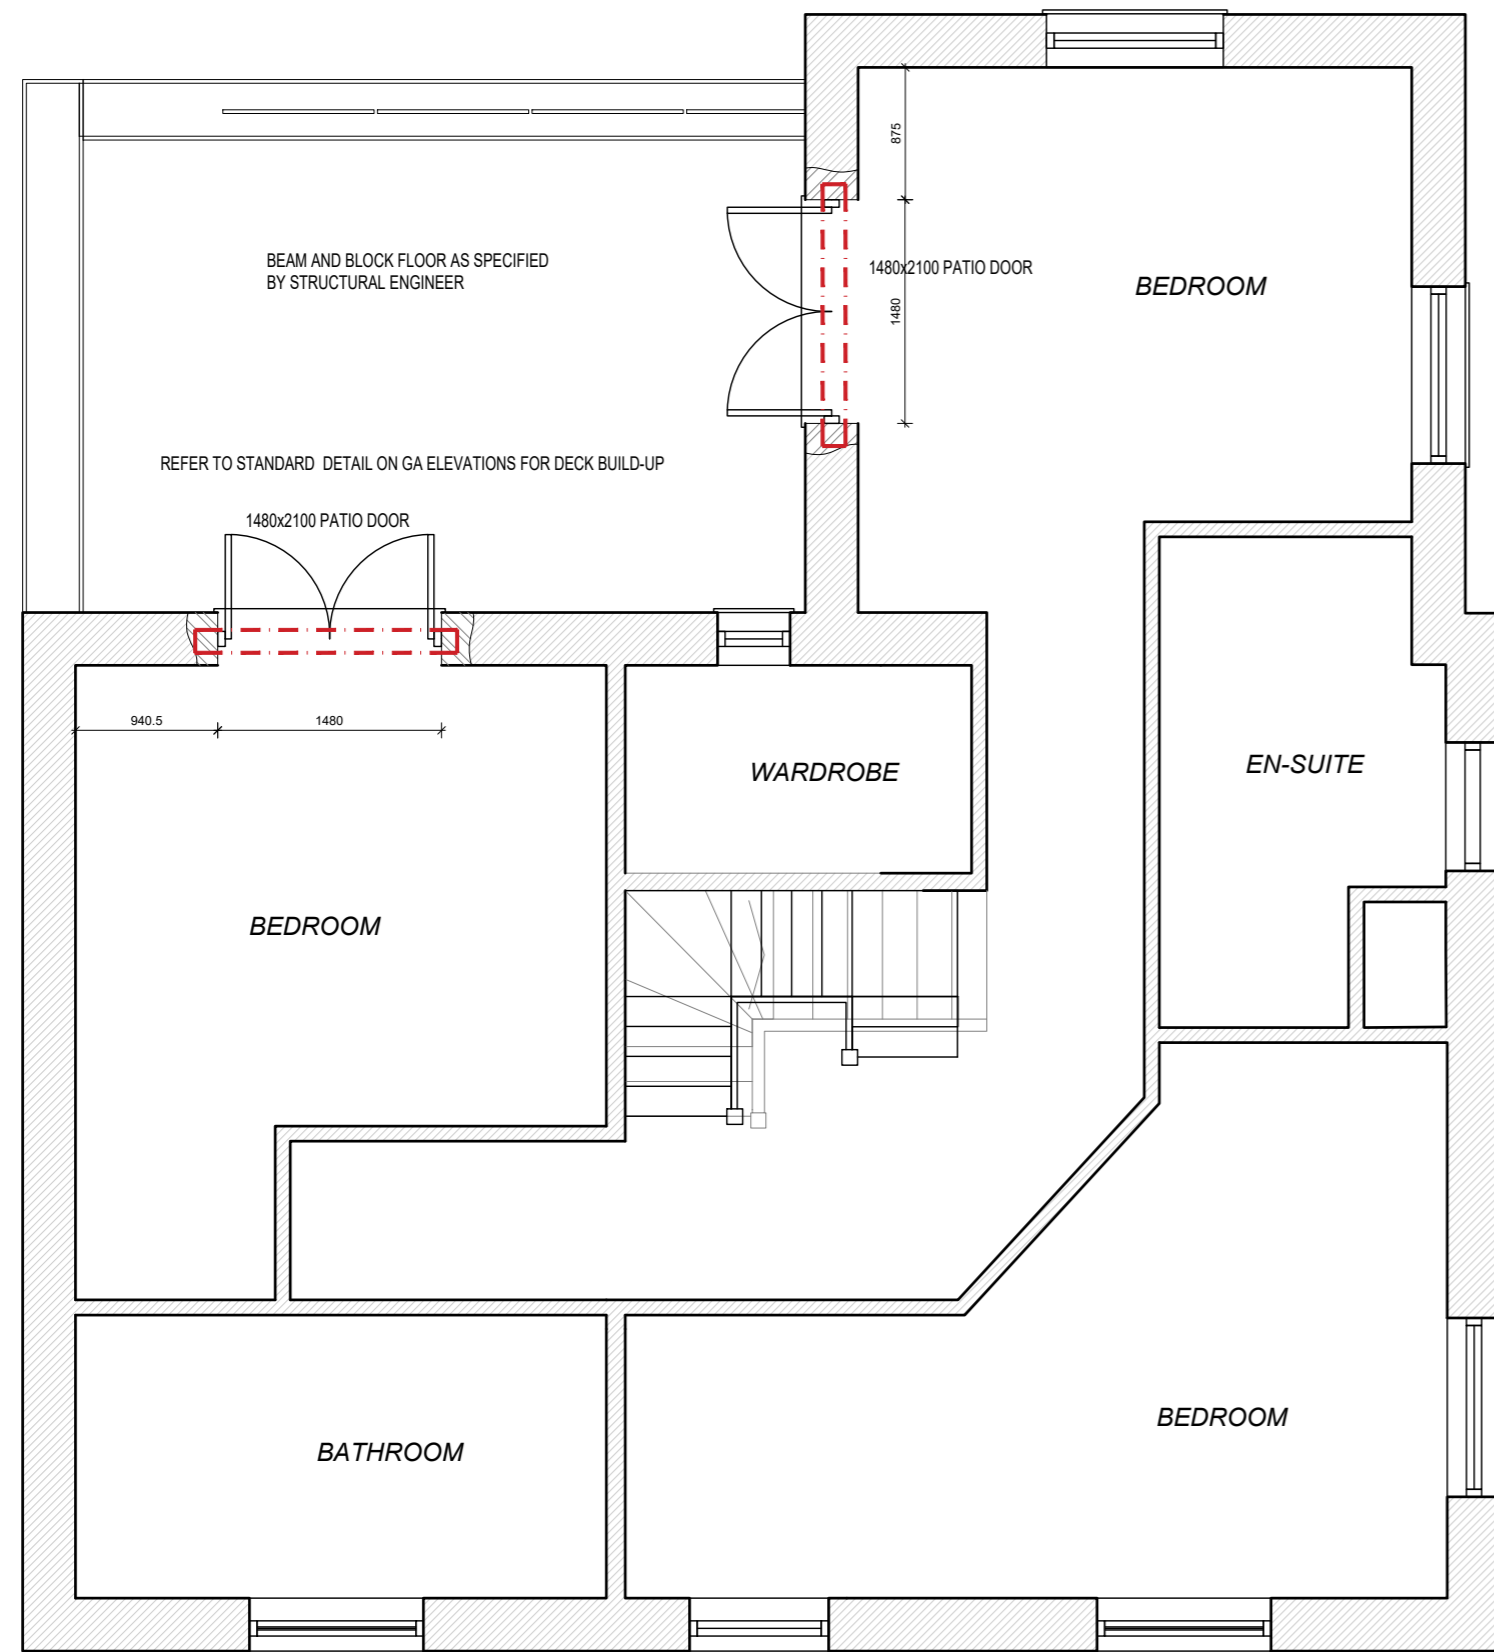 875
BEAM AND BLOCK FLOOR AS SPECIFIED
BY STRUCTURAL ENGINEER
1480x2100 PATIO DOOR
BEDROOM
1480
REFER TO STANDARD DETAIL ON GA ELEVATIONS FOR DECK BUILD-UP
1480x2100 PATIO DOOR
940.5
1480
WARDROBE
EN-SUITE
BEDROOM
BEDROOM
BATHROOM